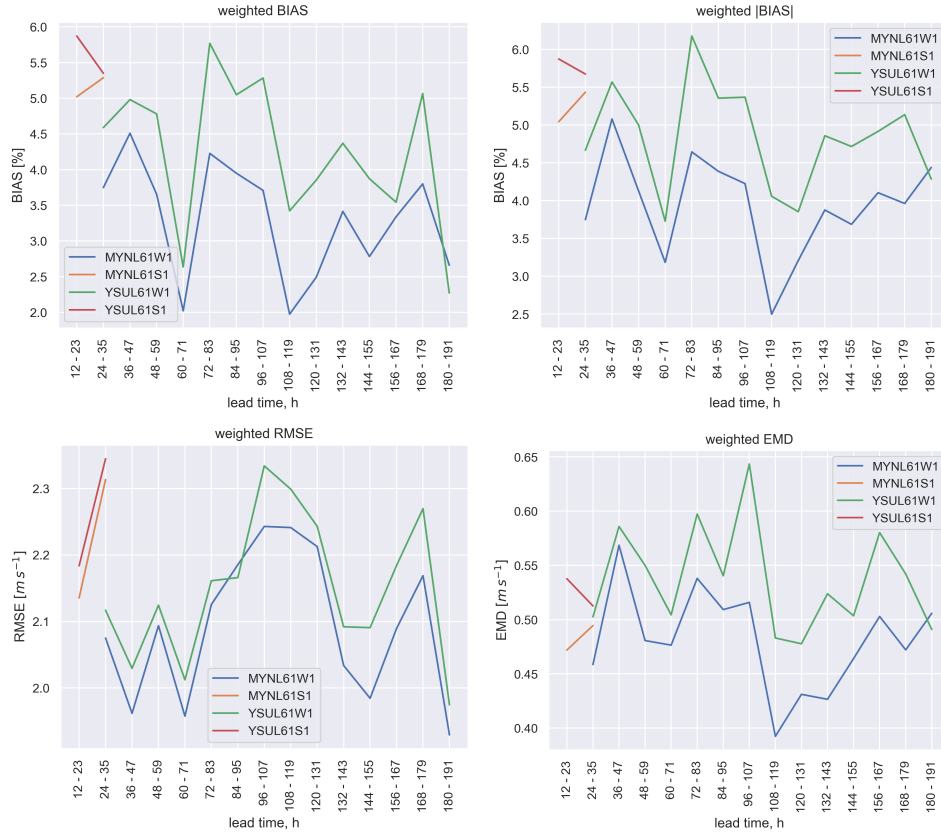 weighted BIAS
BIAS [%]
6.0
5.5
5.0
4.5
4.0
3.5
3.0
2.5
2.0
MYNL61W1
MYNL61S1
YSUL61W1
YSUL61S1
12 - 23
24 - 35
36 - 47
48 - 59
60 - 71
72 - 83
84 - 95
96 - 107
108 - 119
120 - 131
132 - 143
144 - 155
156 - 167
168 - 179
180 - 191
lead time, h
weighted |BIAS|
BIAS [%]
6.0
5.5
5.0
4.5
4.0
3.5
3.0
2.5
MYNL61W1
MYNL61S1
YSUL61W1
YSUL61S1
12 - 23
24 - 35
36 - 47
48 - 59
60 - 71
72 - 83
84 - 95
96 - 107
108 - 119
120 - 131
132 - 143
144 - 155
156 - 167
168 - 179
180 - 191
lead time, h
weighted RMSE
RMSE [m s⁻¹]
2.3
2.2
2.1
2.0
MYNL61W1
MYNL61S1
YSUL61W1
YSUL61S1
12 - 23
24 - 35
36 - 47
48 - 59
60 - 71
72 - 83
84 - 95
96 - 107
108 - 119
120 - 131
132 - 143
144 - 155
156 - 167
168 - 179
180 - 191
lead time, h
weighted EMD
EMD [m s⁻¹]
0.65
0.60
0.55
0.50
0.45
0.40
MYNL61W1
MYNL61S1
YSUL61W1
YSUL61S1
12 - 23
24 - 35
36 - 47
48 - 59
60 - 71
72 - 83
84 - 95
96 - 107
108 - 119
120 - 131
132 - 143
144 - 155
156 - 167
168 - 179
180 - 191
lead time, h